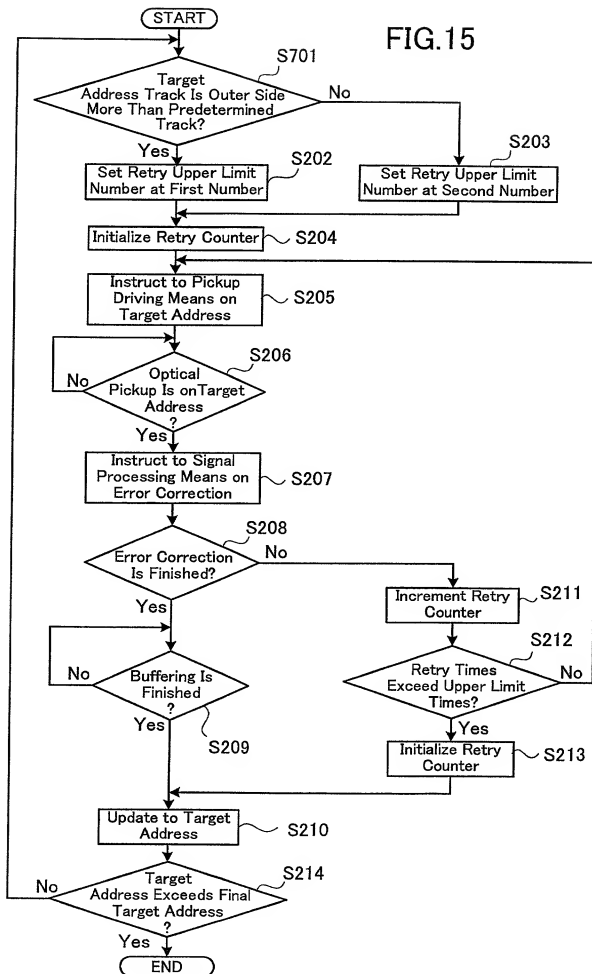 START
FIG.15
S701
Target
Address Track Is Outer Side
More Than Predetermined
Track?
No
Yes
S202
S203
Set Retry Upper Limit
Number at First Number
Set Retry Upper Limit
Number at Second Number
Initialize Retry Counter
S204
Instruct to Pickup
Driving Means on
Target Address
S205
S206
Optical
Pickup Is onTarget
Address
?
No
Yes
Instruct to Signal
Processing Means on
Error Correction
S207
S208
Error Correction
Is Finished?
No
Yes
Increment Retry
Counter
S211
S212
Retry Times
Exceed Upper Limit
Times?
No
Yes
Buffering Is
Finished
?
No
Yes
S209
Initialize Retry
Counter
S213
Update to Target
Address
S210
S214
Target
Address Exceeds Final
Target Address
?
No
Yes
END